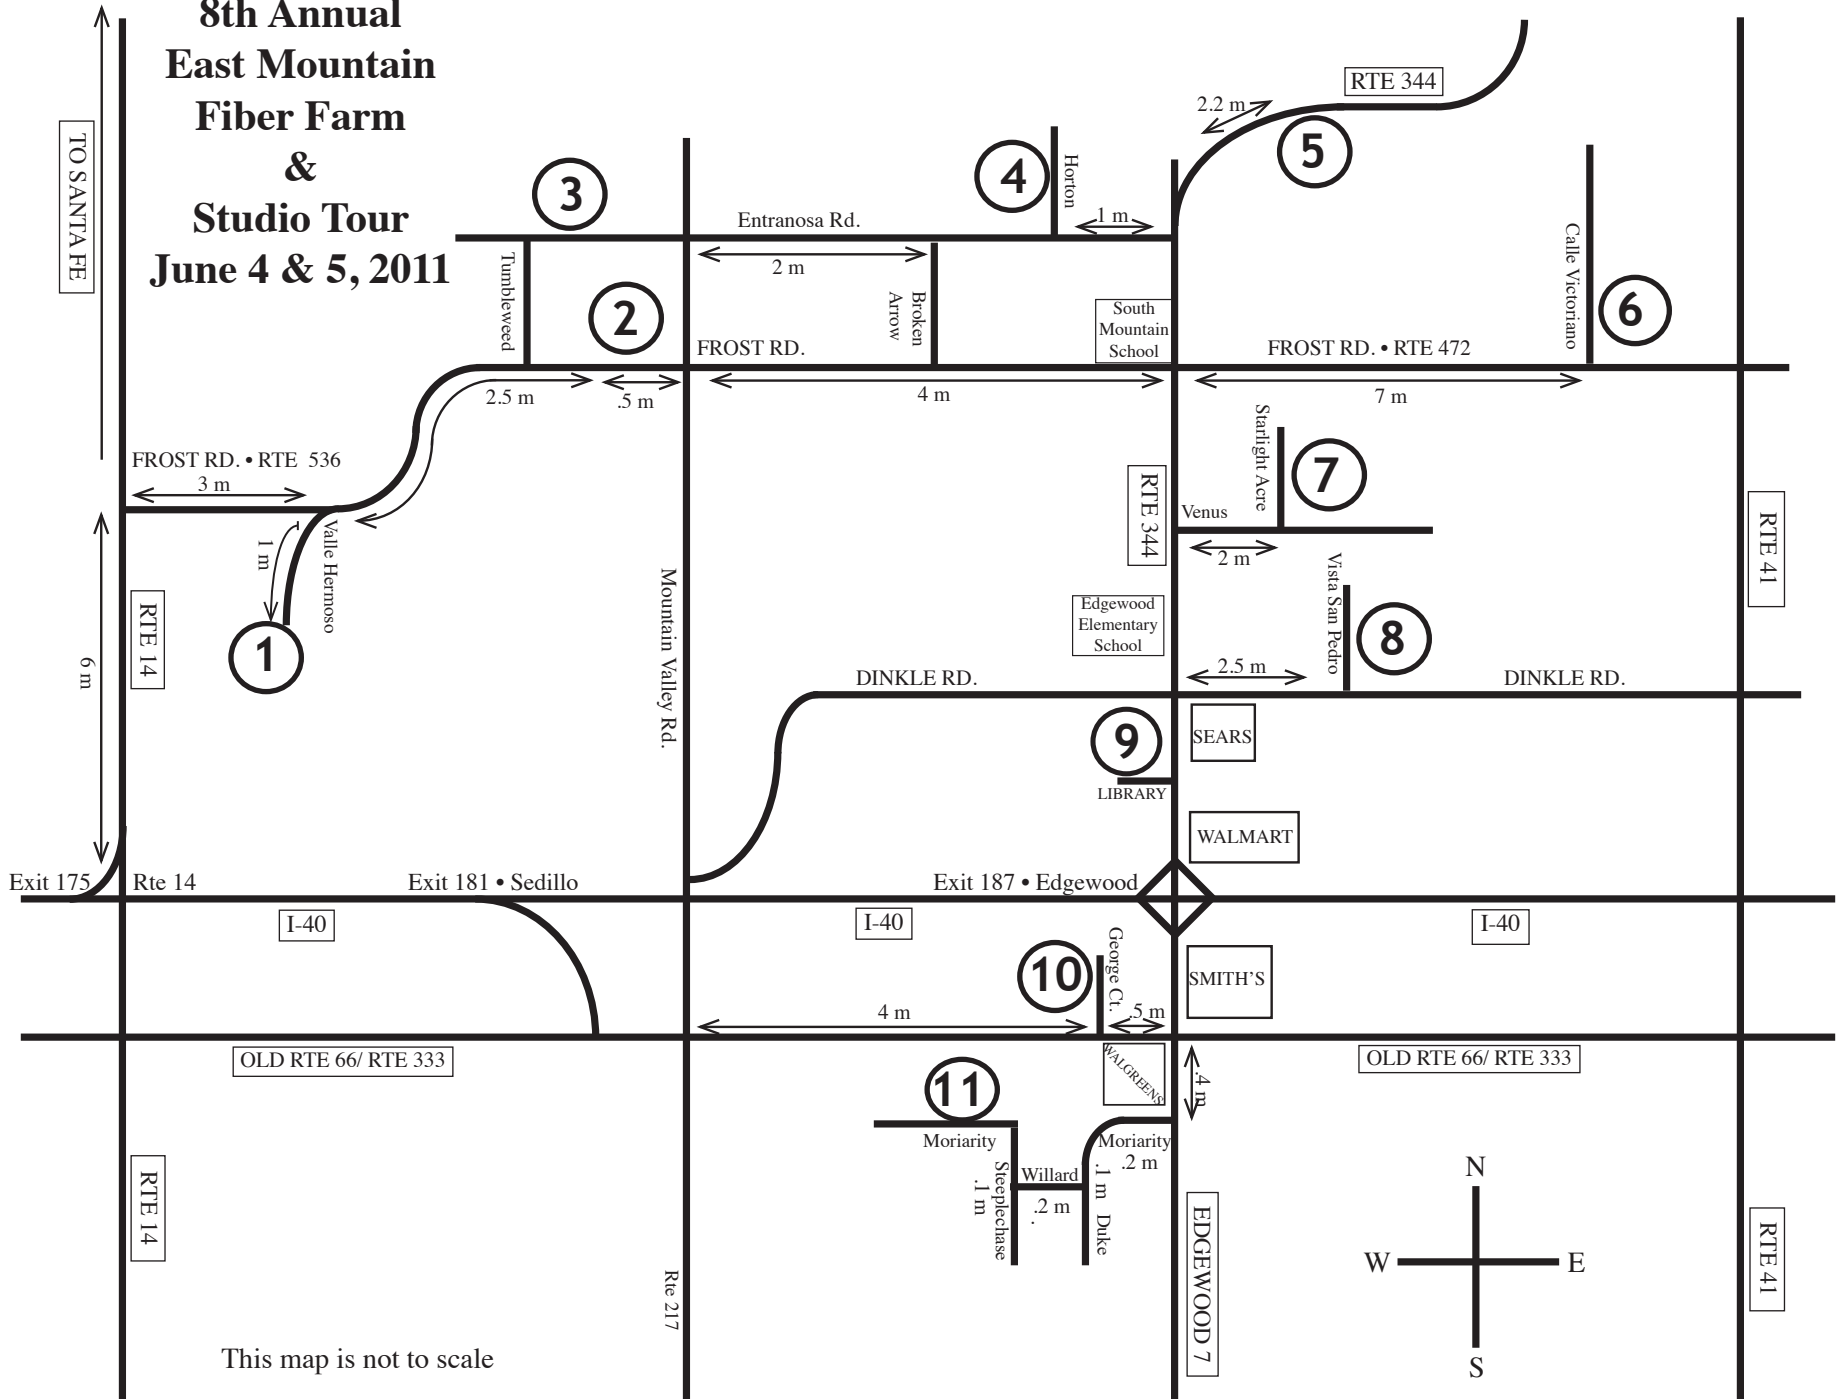 8th Annual
East Mountain
Fiber Farm
&
Studio Tour
June 4 & 5, 2011
TO SANTA FE
RTE 344
2.2 m
5
4
Horton
1 m
3
Entranosa Rd.
2 m
Tumbleweed
2
Broken
Arrow
South
Mountain
School
Calle Victoriano
6
FROST RD.
FROST RD. • RTE 472
2.5 m
.5 m
4 m
7 m
FROST RD. • RTE 536
3 m
Starlight Acre
7
Venus
2 m
RTE 344
RTE 41
1 m
Valle Hermoso
1
RTE 14
6 m
Mountain Valley Rd.
Edgewood
Elementary
School
Vista San Pedro
8
2.5 m
DINKLE RD.
DINKLE RD.
9
SEARS
LIBRARY
WALMART
Exit 175
Rte 14
Exit 181 • Sedillo
Exit 187 • Edgewood
I-40
I-40
I-40
10
George Ct.
SMITH'S
4 m
.5 m
OLD RTE 66/ RTE 333
OLD RTE 66/ RTE 333
WALGREENS
.4 m
11
Moriarity
Moriarity
.2 m
Steeplechase
.1 m
Willard
.2 m
.1 m
Duke
RTE 14
Rte 217
EDGEWOOD 7
RTE 41
N
W
E
S
This map is not to scale